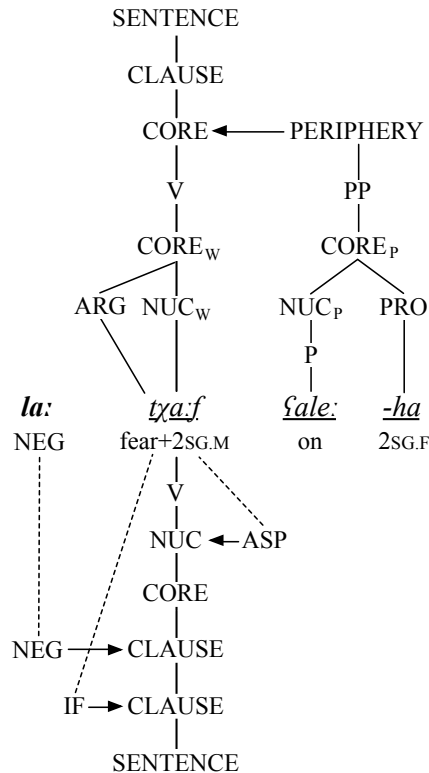 SENTENCE
CLAUSE
CORE PERIPHERY
V PP
COREW COREP
ARG NUCW NUCP PRO
P
la: tχa:f ʕale: -ha
NEG fear+2SG.M on 2SG.F
V
NUC ASP
CORE
NEG CLAUSE
IF CLAUSE
SENTENCE